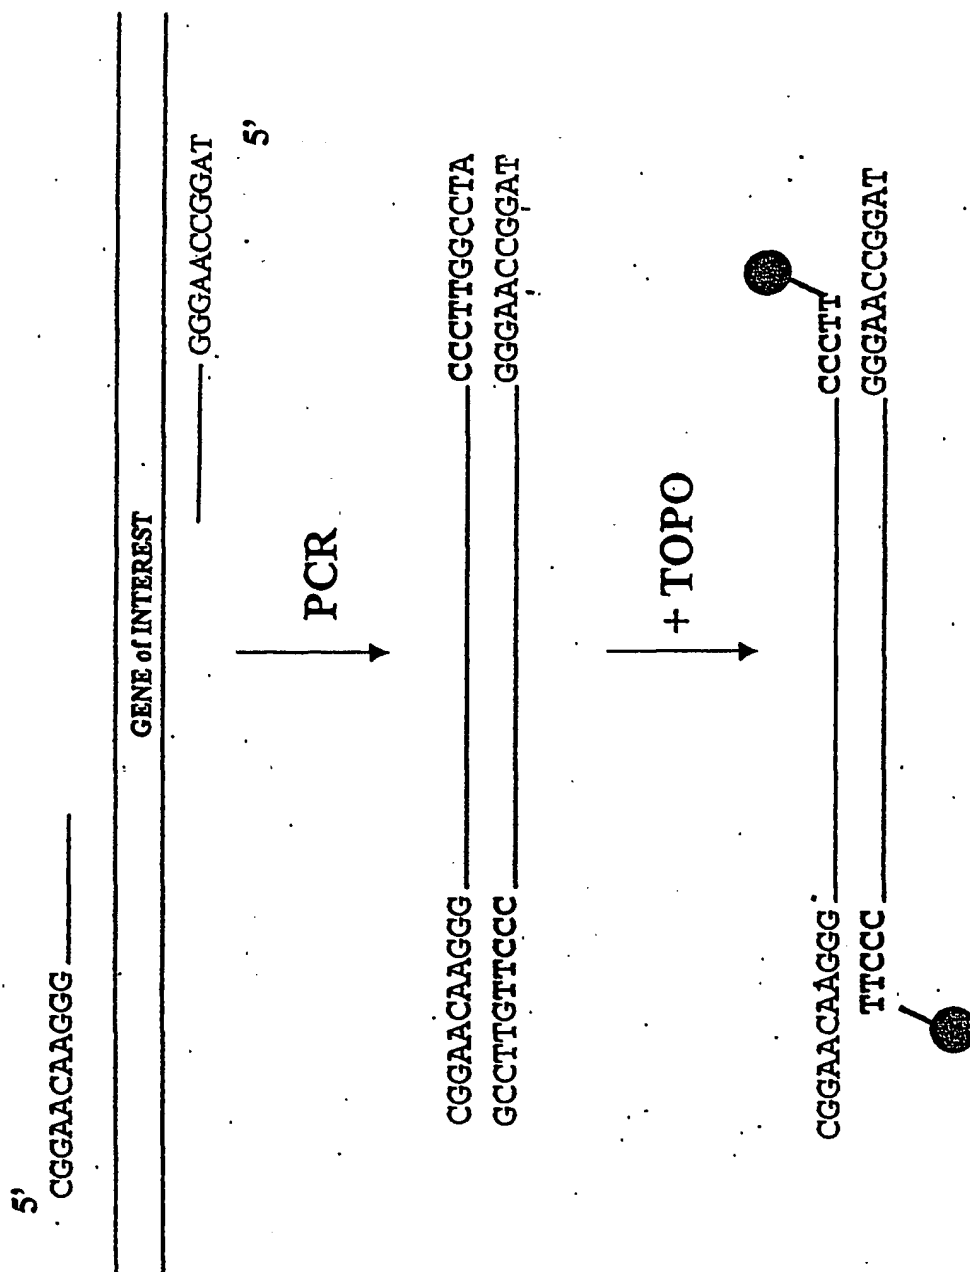 5'
CGGAACAAGGG
GENE of INTEREST
GGGAACCGGAT
5'
PCR
CGGAACAAGGG CCCTTGGCCTA
GCCTTGTTCCC GGGAACCGGAT
+ TOPO
CGGAACAAGGG CCCTT
TTCCC GGGAACCGGAT